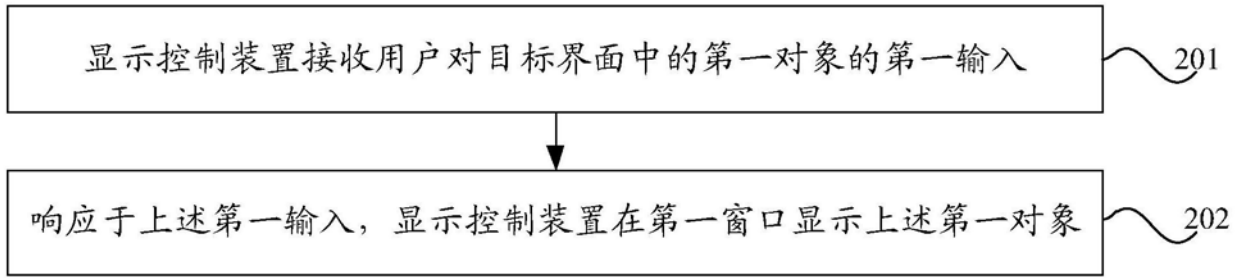 显示控制装置接收用户对目标界面中的第一对象的第一输入
201
响应于上述第一输入，显示控制装置在第一窗口显示上述第一对象
202